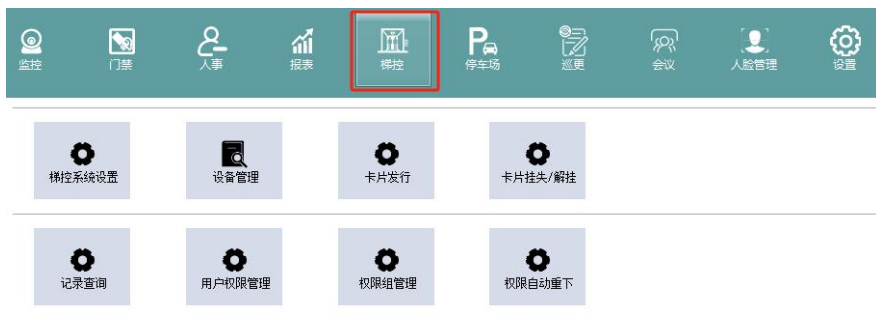 监控 门禁 人事 报表 梯控 停车场 巡更 会议 人脸管理 设置
梯控系统设置 设备管理 卡片发行 卡片挂失/解挂
记录查询 用户权限管理 权限组管理 权限自动重下